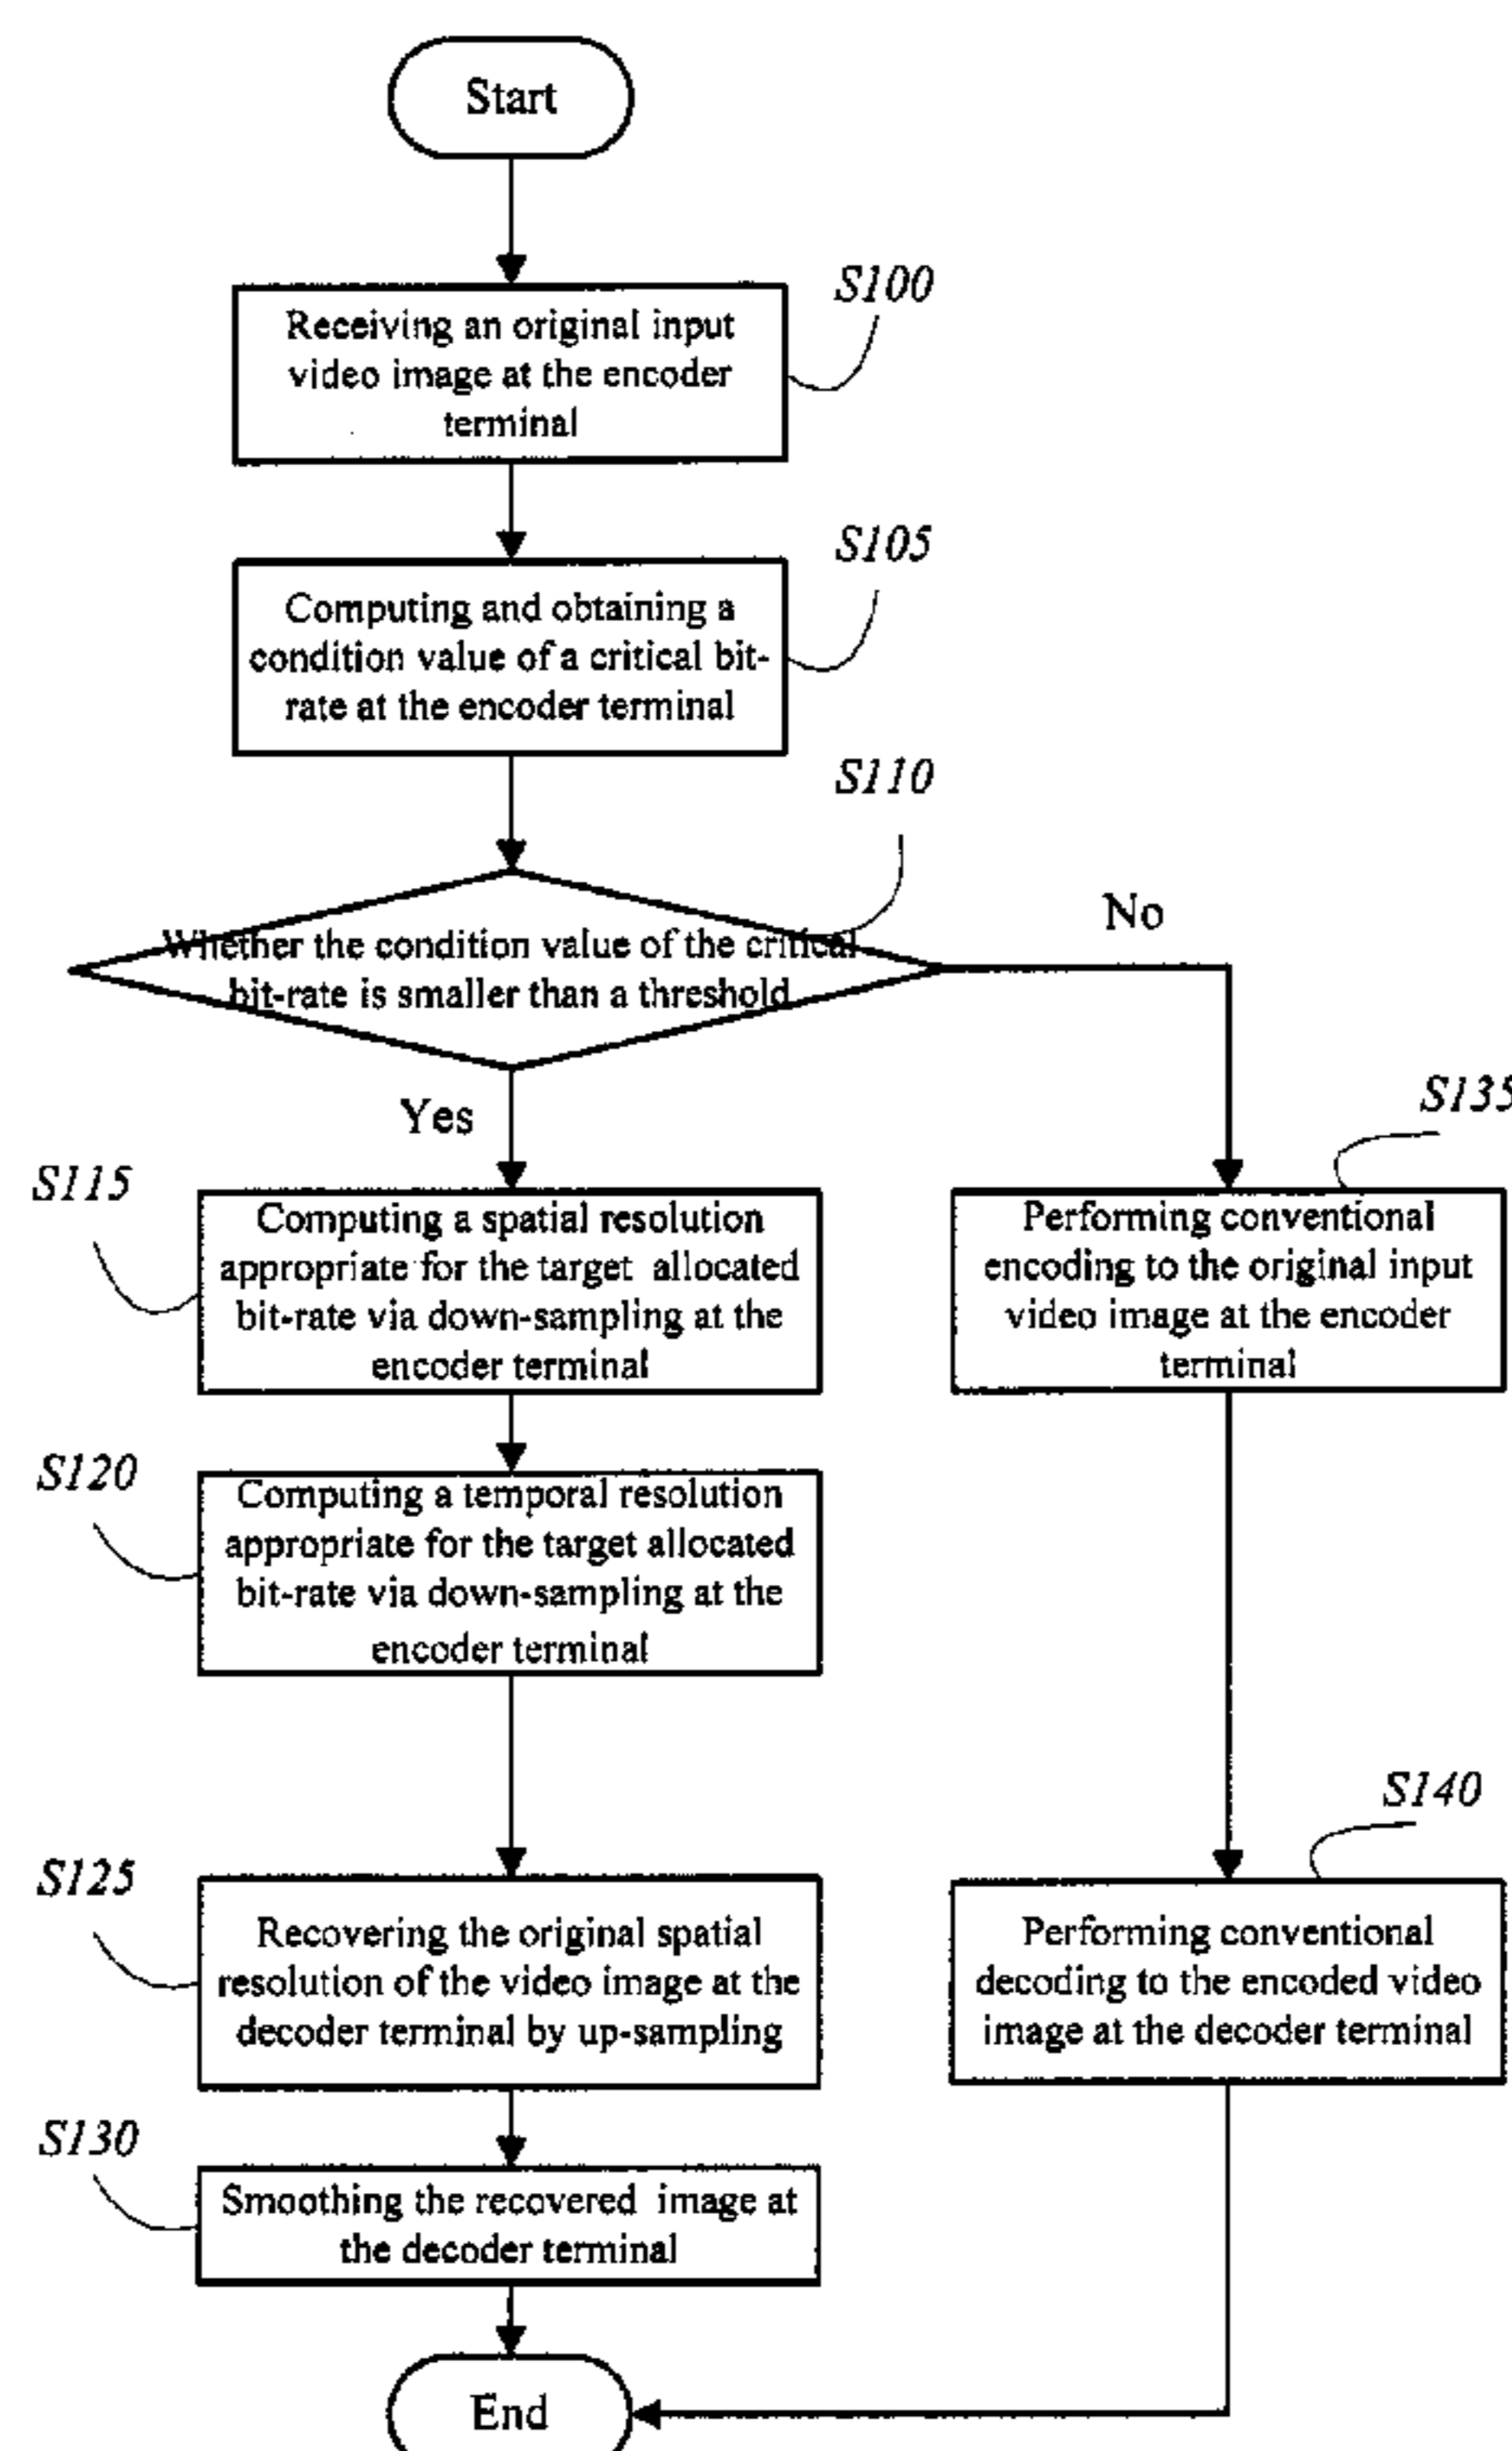 Start
S100
Receiving an original input
video image at the encoder
terminal
S105
Computing and obtaining a
condition value of a critical bit-
rate at the encoder terminal
S110
Whether the condition value of the critical
bit-rate is smaller than a threshold
No
Yes
S135
S115
Computing a spatial resolution
appropriate for the target allocated
bit-rate via down-sampling at the
encoder terminal
Performing conventional
encoding to the original input
video image at the encoder
terminal
S120
Computing a temporal resolution
appropriate for the target allocated
bit-rate via down-sampling at the
encoder terminal
S140
S125
Recovering the original spatial
resolution of the video image at the
decoder terminal by up-sampling
Performing conventional
decoding to the encoded video
image at the decoder terminal
S130
Smoothing the recovered image at
the decoder terminal
End